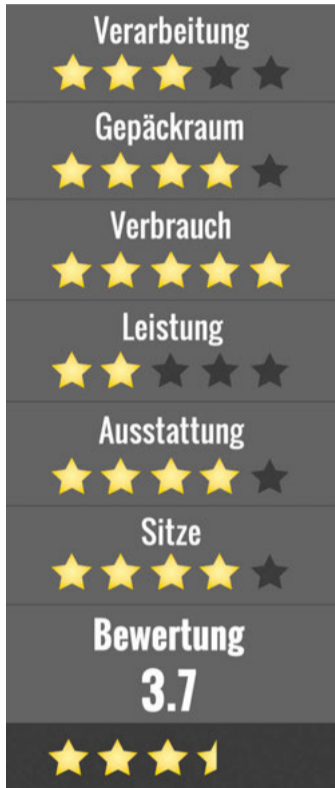 Verarbeitung
Gepäckraum
Verbrauch
Leistung
Ausstattung
Sitze
Bewertung
3.7